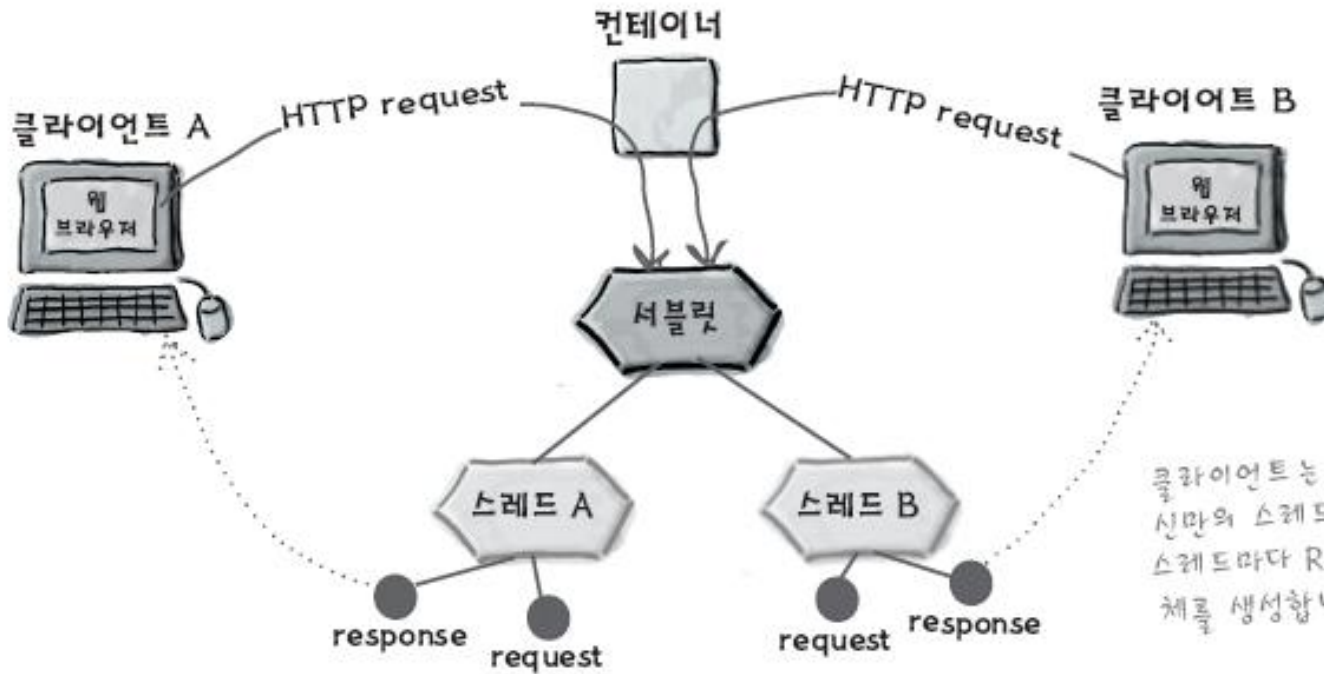 컨테이너
HTTP request
HTTP request
클라이언트 A
클라이어트 B
웹
브라우저
웹
브라우저
서블릿
스레드 A
스레드 B
response
request
request
response
클라이언트는
신만의 스레드
스레드마다 R
체를 생성합